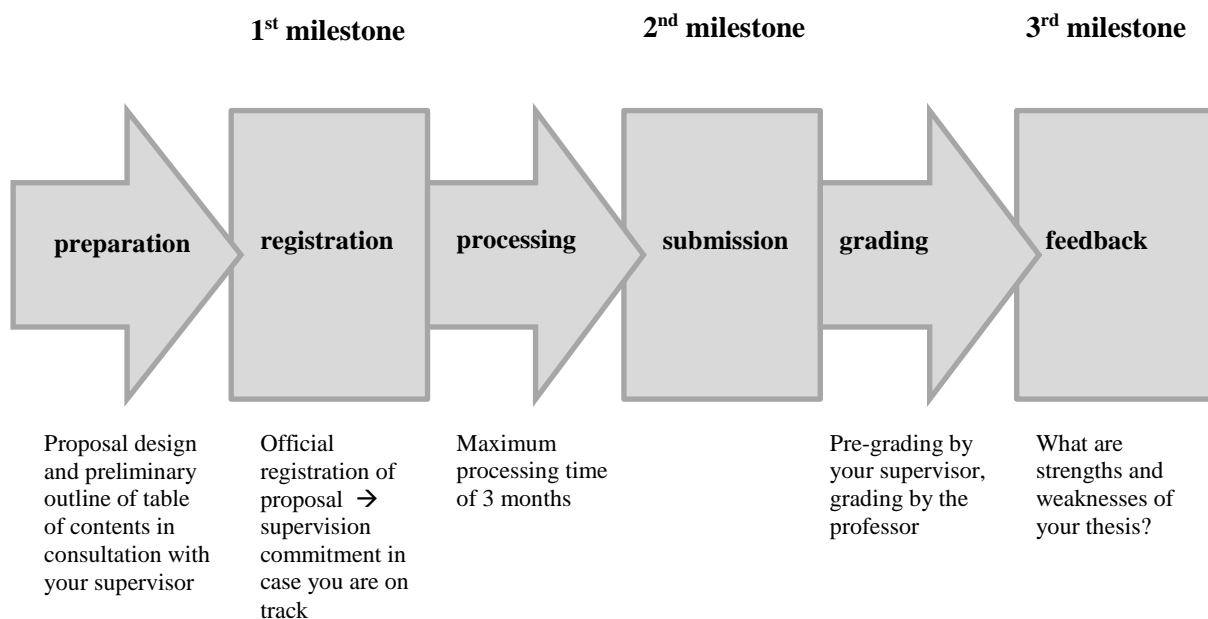 1st milestone
2nd milestone
3rd milestone
preparation
registration
processing
submission
grading
feedback
Proposal design
and preliminary
outline of table
of contents in
consultation with
your supervisor
Official
registration of
proposal →
supervision
commitment in
case you are on
track
Maximum
processing time
of 3 months
Pre-grading by
your supervisor,
grading by the
professor
What are
strengths and
weaknesses of
your thesis?